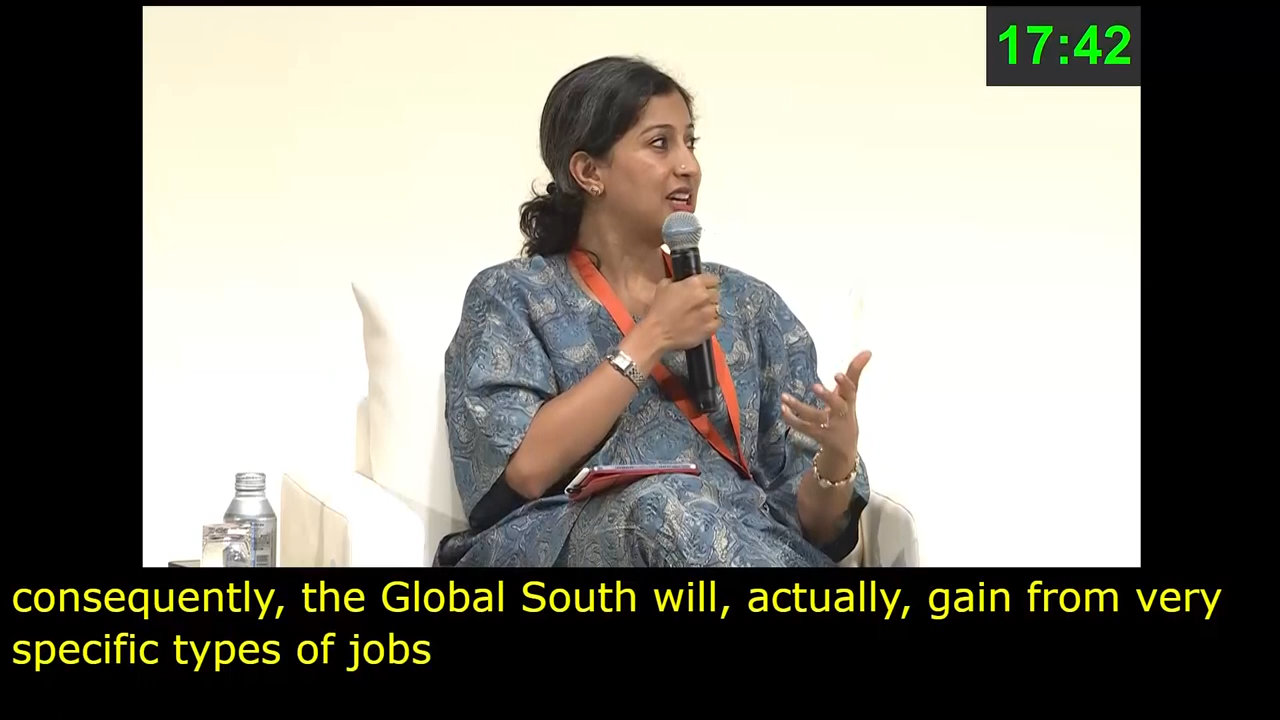 17:42
consequently, the Global South will, actually, gain from very
specific types of jobs